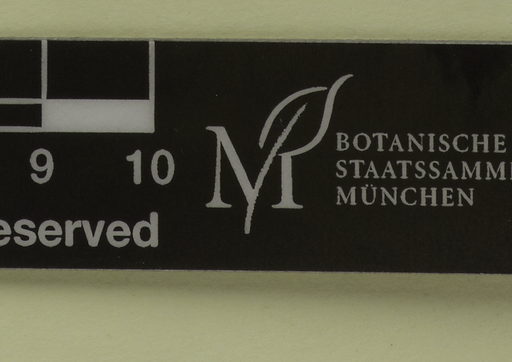 9 10
eserved
M
BOTANISCHE
STAATSSAMM
MÜNCHEN